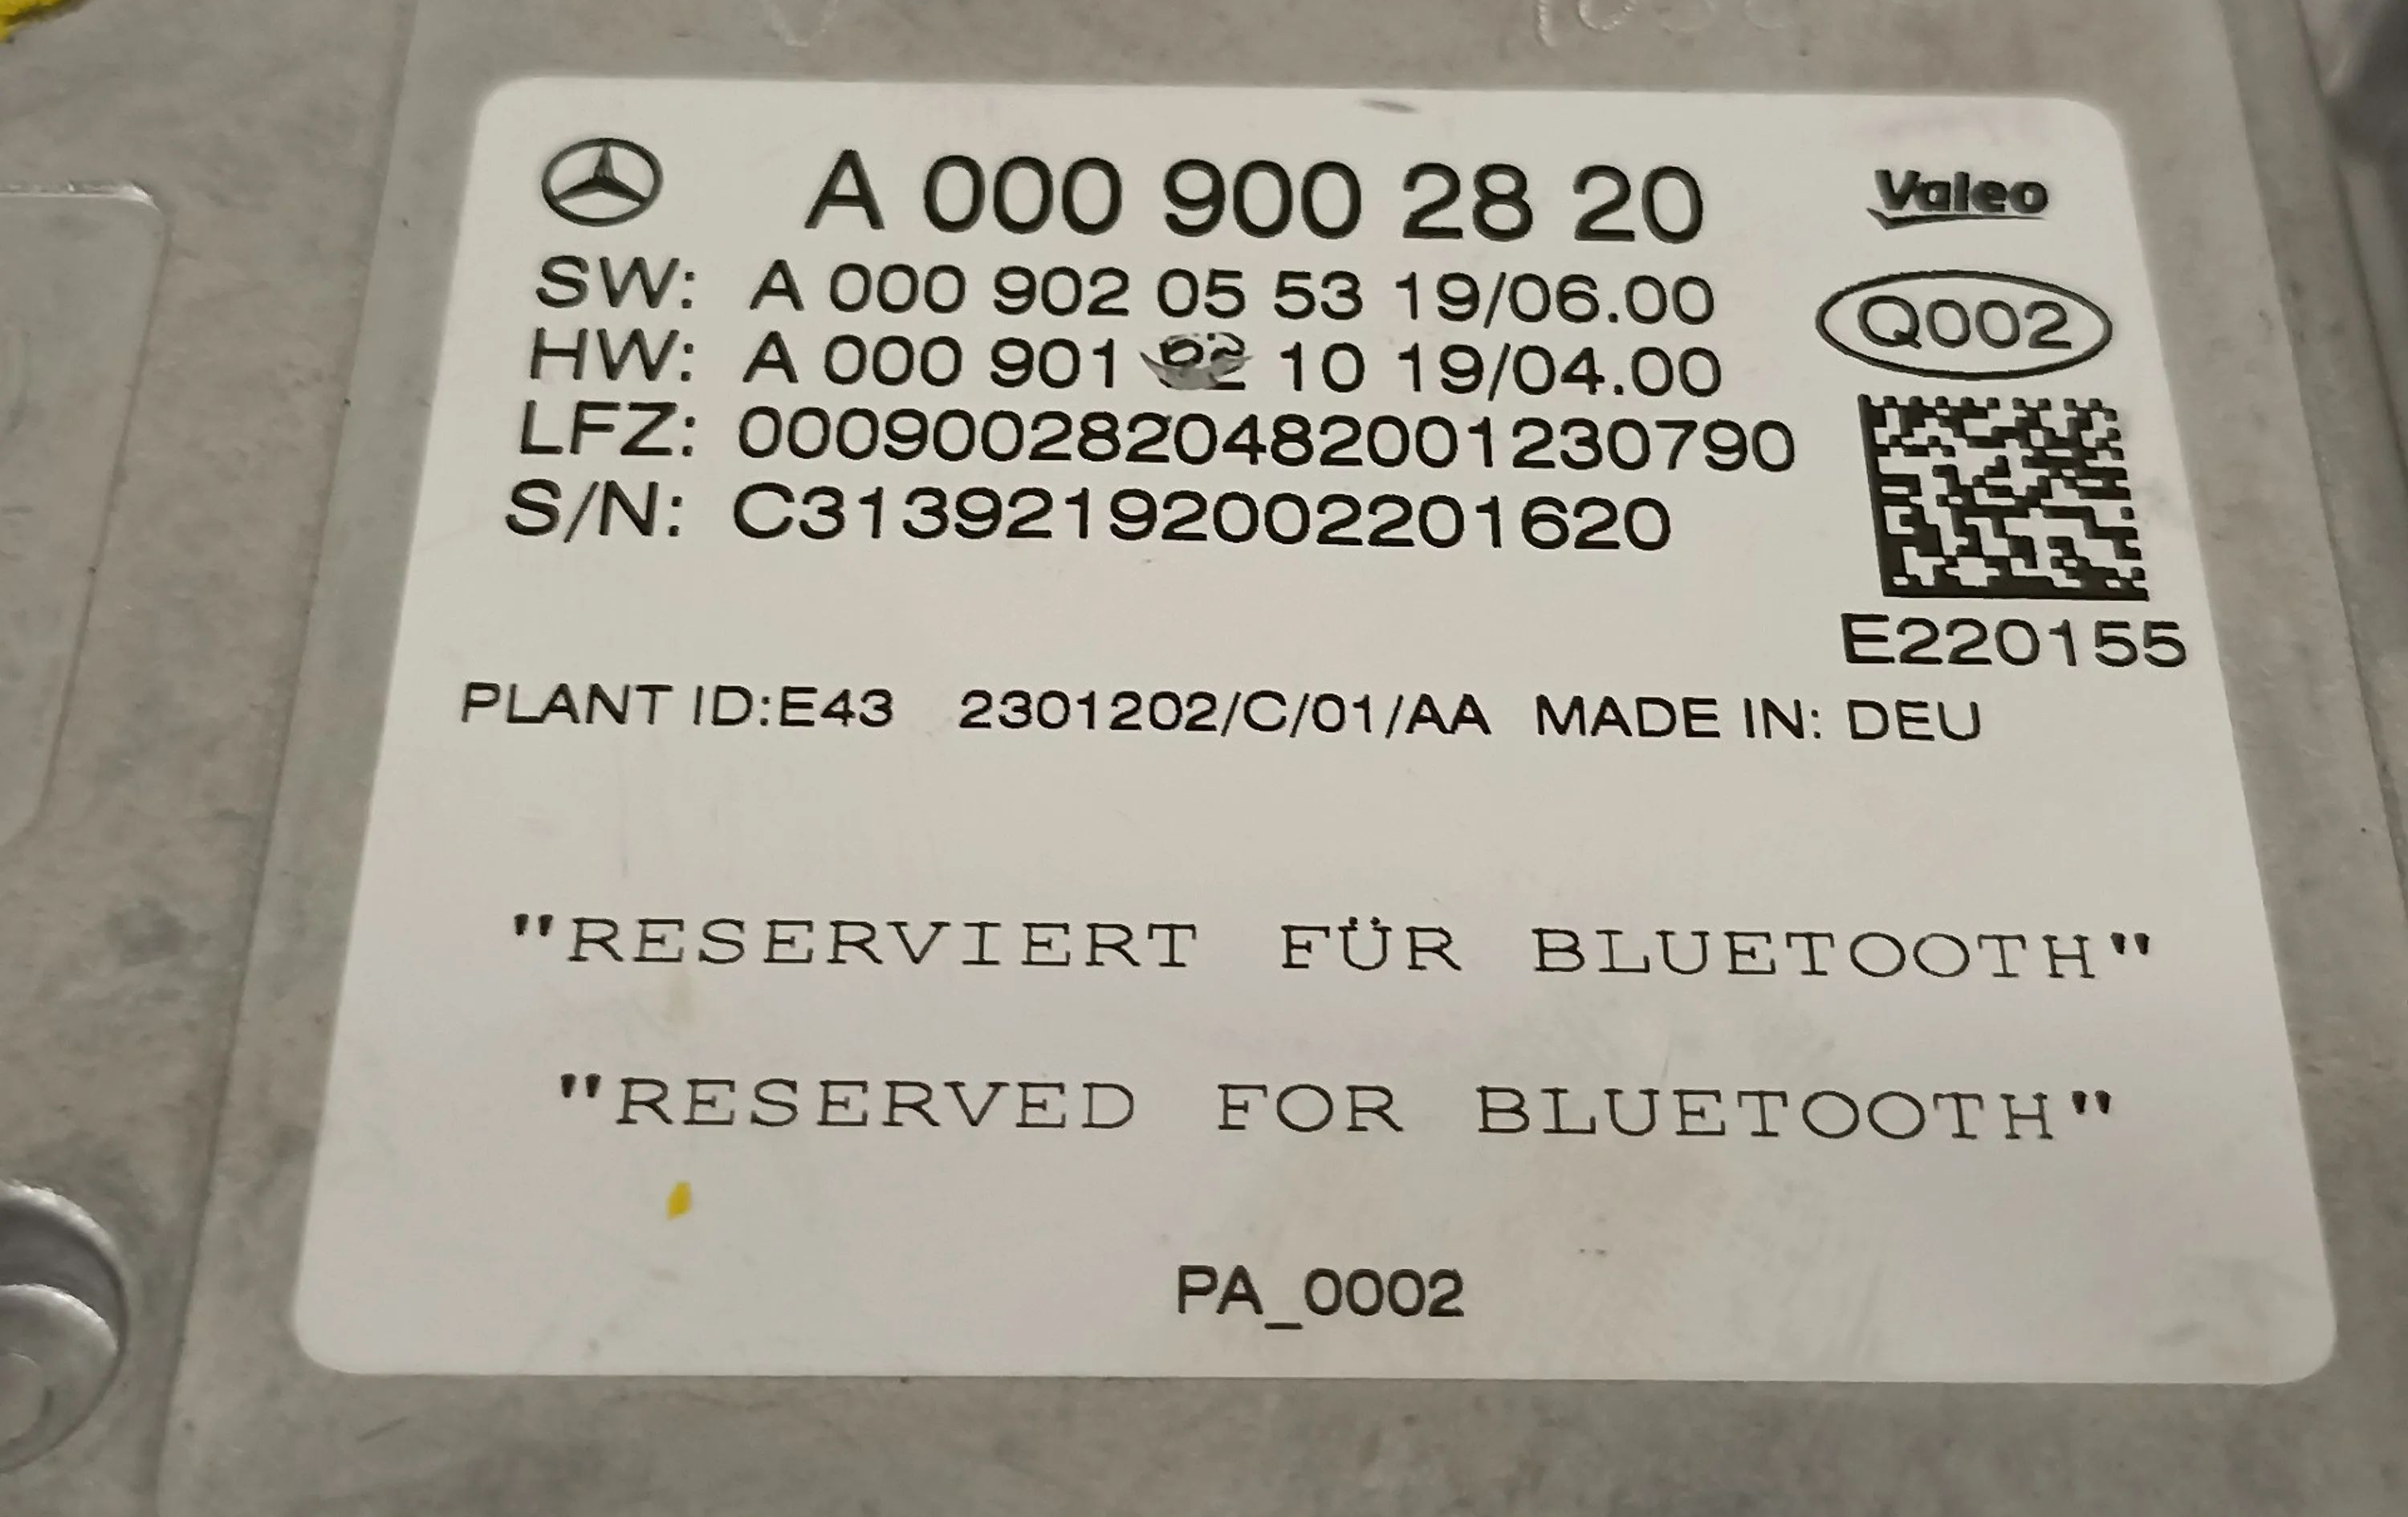 A 000 900 28 20 Valeo
SW: A 000 902 05 53 19/06.00
Q002
HW: A 000 901 10 19/04.00
LFZ: 0009002820482001230790
S/N: C313921192002201620
E220155
PLANT ID:E43 2301202/C/01/AA MADE IN: DEU
"RESERVIERT FÜR BLUETOOTH"
"RESERVED FOR BLUETOOTH"
PA_0002